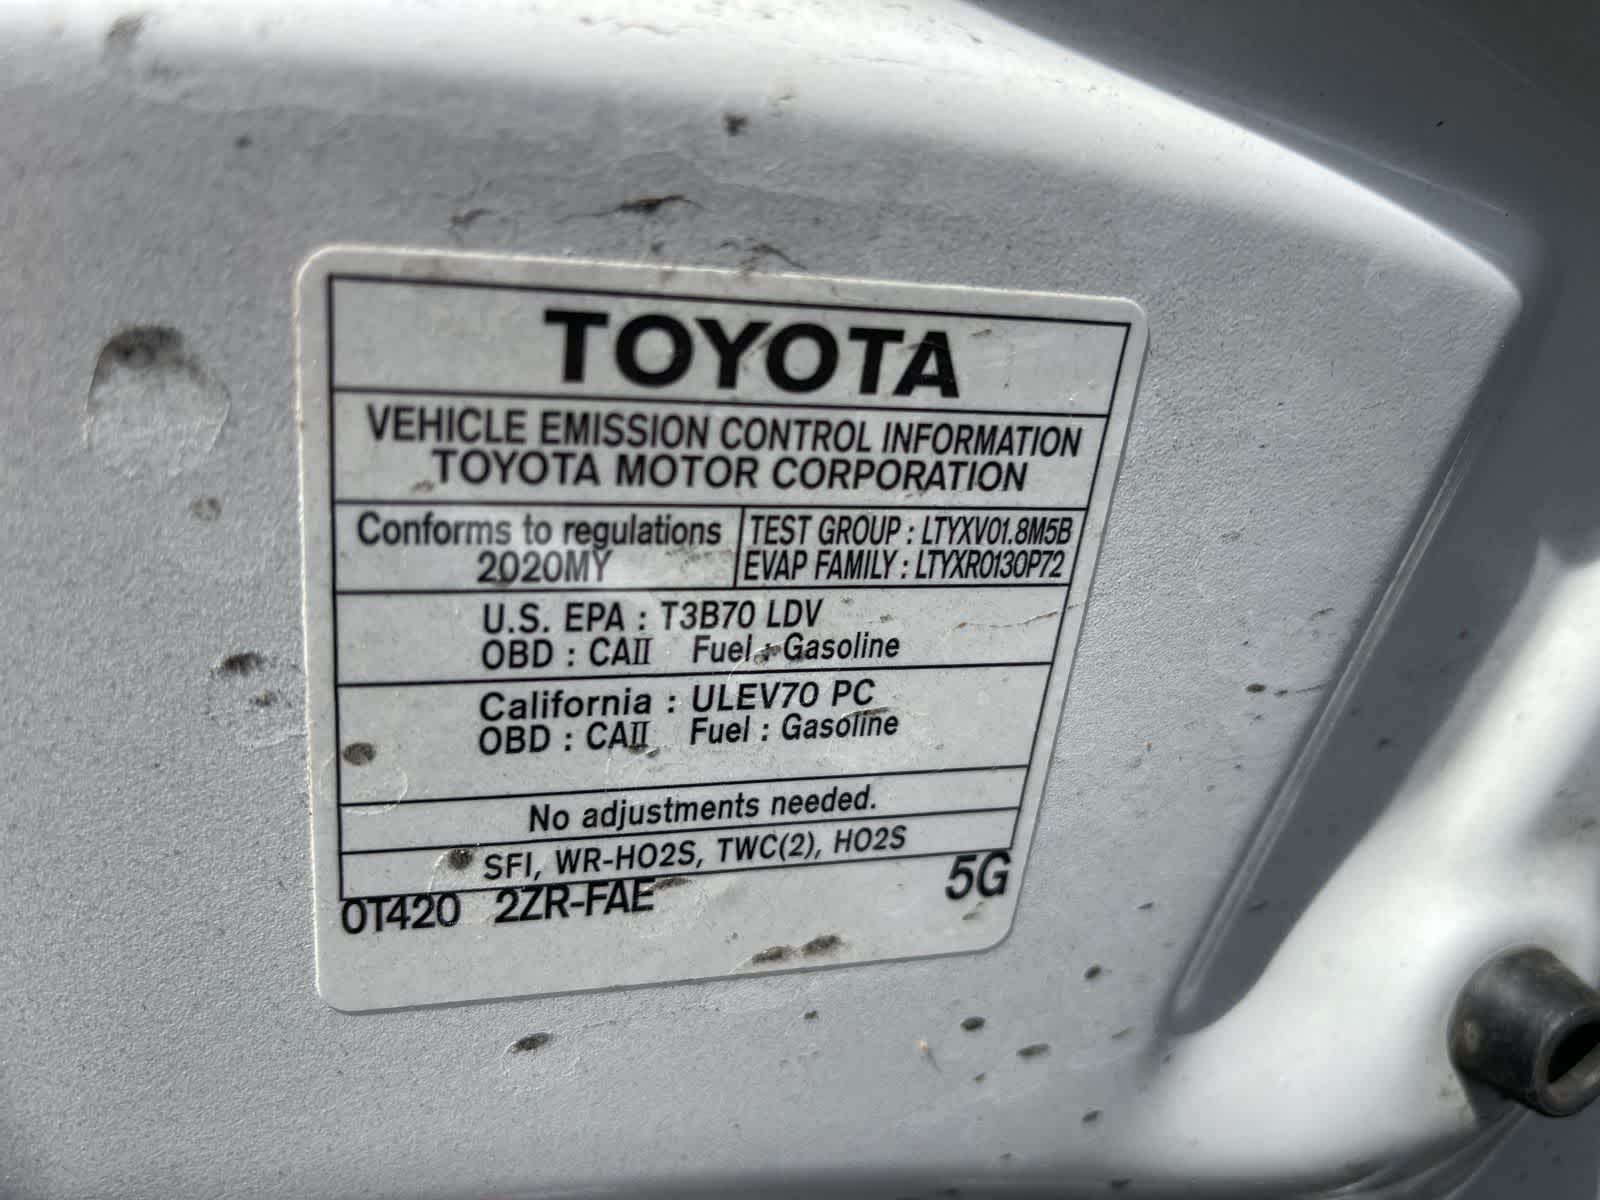 TOYOTA
VEHICLE EMISSION CONTROL INFORMATION
TOYOTA MOTOR CORPORATION
Conforms to regulations
2020MY
TEST GROUP : LTYXV01.8M5B
EVAP FAMILY : LTYXR0130P72
U.S. EPA : T3B70 LDV
OBD : CAII Fuel : Gasoline
California : ULEV70 PC
OBD : CAII Fuel : Gasoline
No adjustments needed.
SFI, WR-HO2S, TWC(2), HO2S
0T420 2ZR-FAE 5G